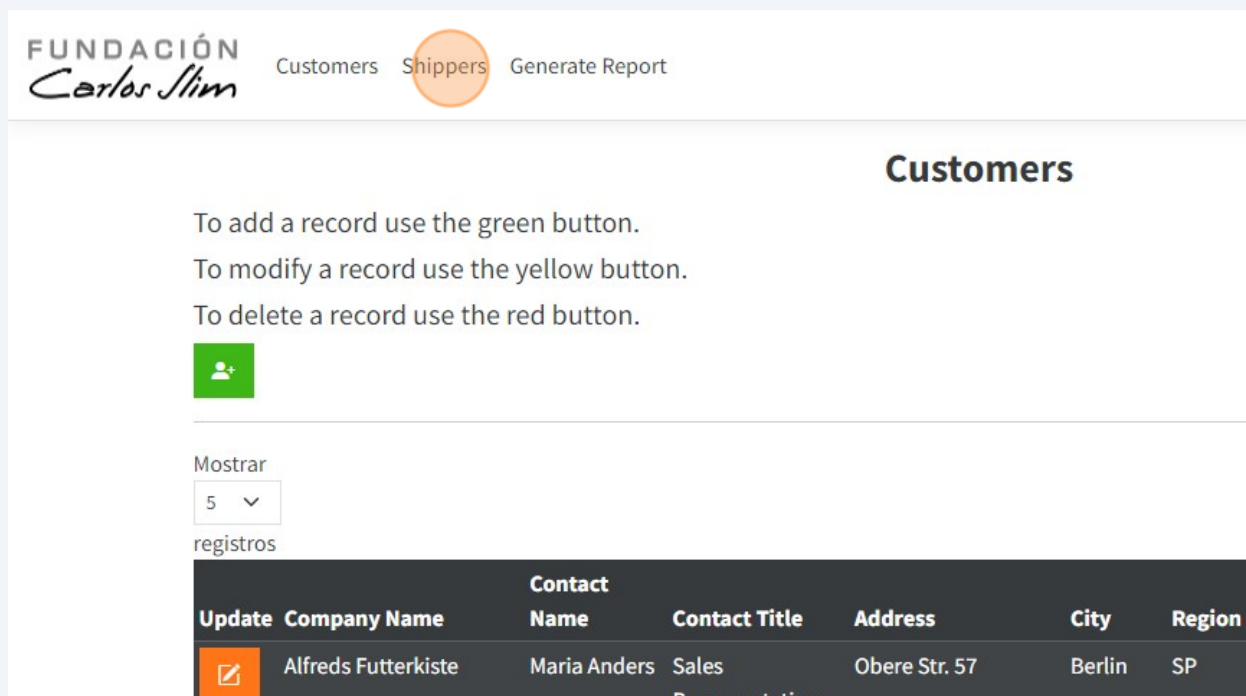 FUNDACIÓN
Carlos Slim
Customers Shippers Generate Report
Customers
To add a record use the green button.
To modify a record use the yellow button.
To delete a record use the red button.
Mostrar
5
registros
Update Company Name Contact Name Contact Title Address City Region
Alfreds Futterkiste Maria Anders Sales Obere Str. 57 Berlin SP